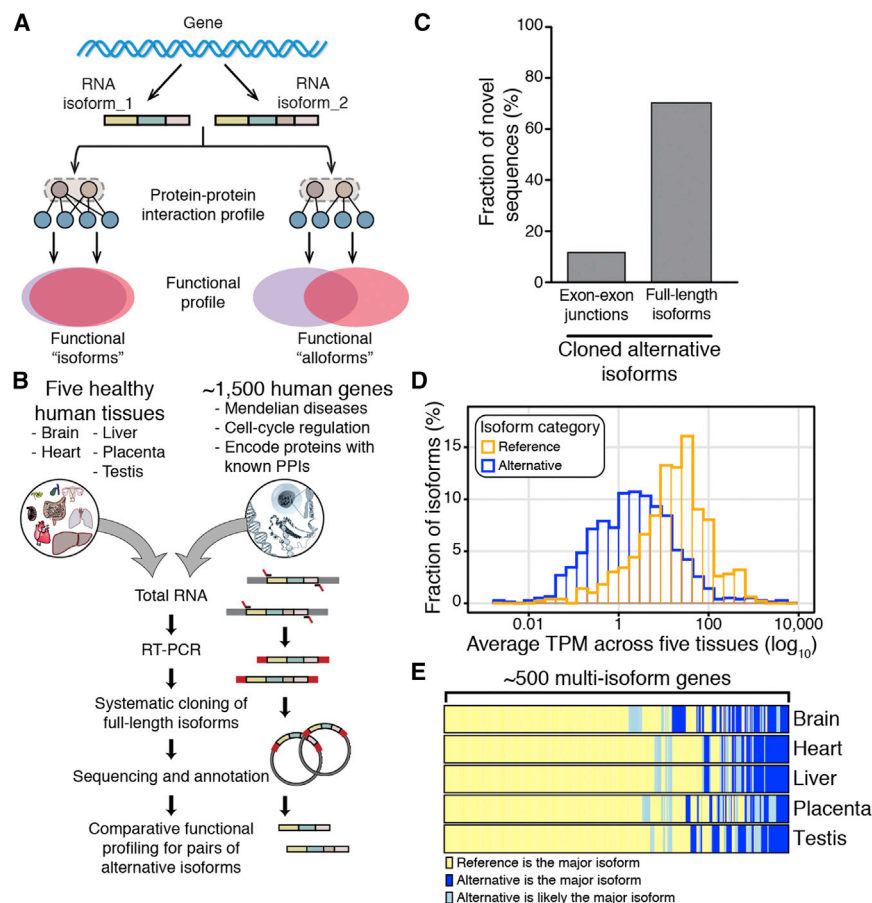 A
Gene
RNA
isoform_1
RNA
isoform_2
Protein-protein
interaction profile
Functional
profile
Functional
“isoforms”
Functional
“alloforms”
B
Five healthy
human tissues
- Brain - Liver
- Heart - Placenta
- Testis
~1,500 human genes
- Mendelian diseases
- Cell-cycle regulation
- Encode proteins with
known PPIs
Total RNA
RT-PCR
Systematic cloning of
full-length isoforms
Sequencing and annotation
Comparative functional
profiling for pairs of
alternative isoforms
C
Fraction of novel
sequences (%)
100
80
60
40
20
0
Exon-exon
junctions
Full-length
isoforms
Cloned alternative
isoforms
D
Fraction of isoforms (%)
15
10
5
0
Isoform category
Reference
Alternative
0.01 1 100 10,000
Average TPM across five tissues (log10)
E
~500 multi-isoform genes
Brain
Heart
Liver
Placenta
Testis
Reference is the major isoform
Alternative is the major isoform
Alternative is likely the major isoform